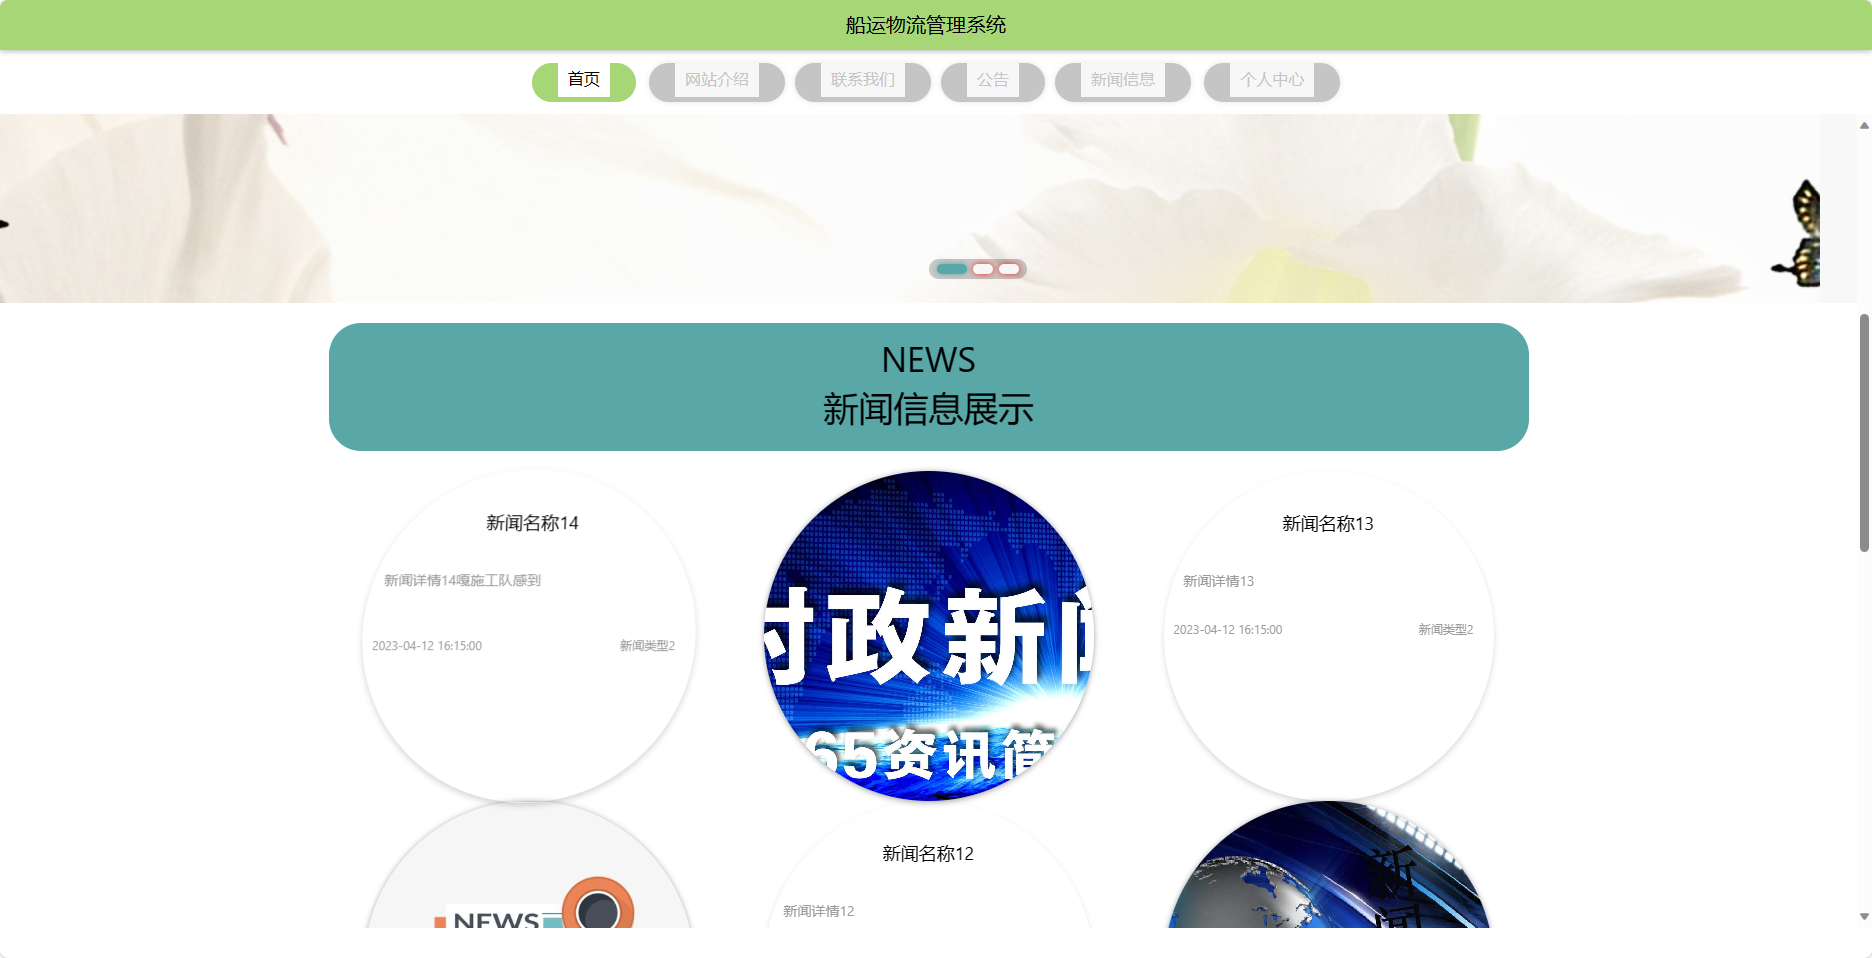 船运物流管理系统
首页 网站介绍 联系我们 公告 新闻信息 个人中心
NEWS
新闻信息展示
新闻名称14
新闻详情14嘎施工队感到
2023-04-12 16:15:00 新闻类型2
时政新闻
365资讯简
新闻名称13
新闻详情13
2023-04-12 16:15:00 新闻类型2
NEWS
新闻名称12
新闻详情12
新闻